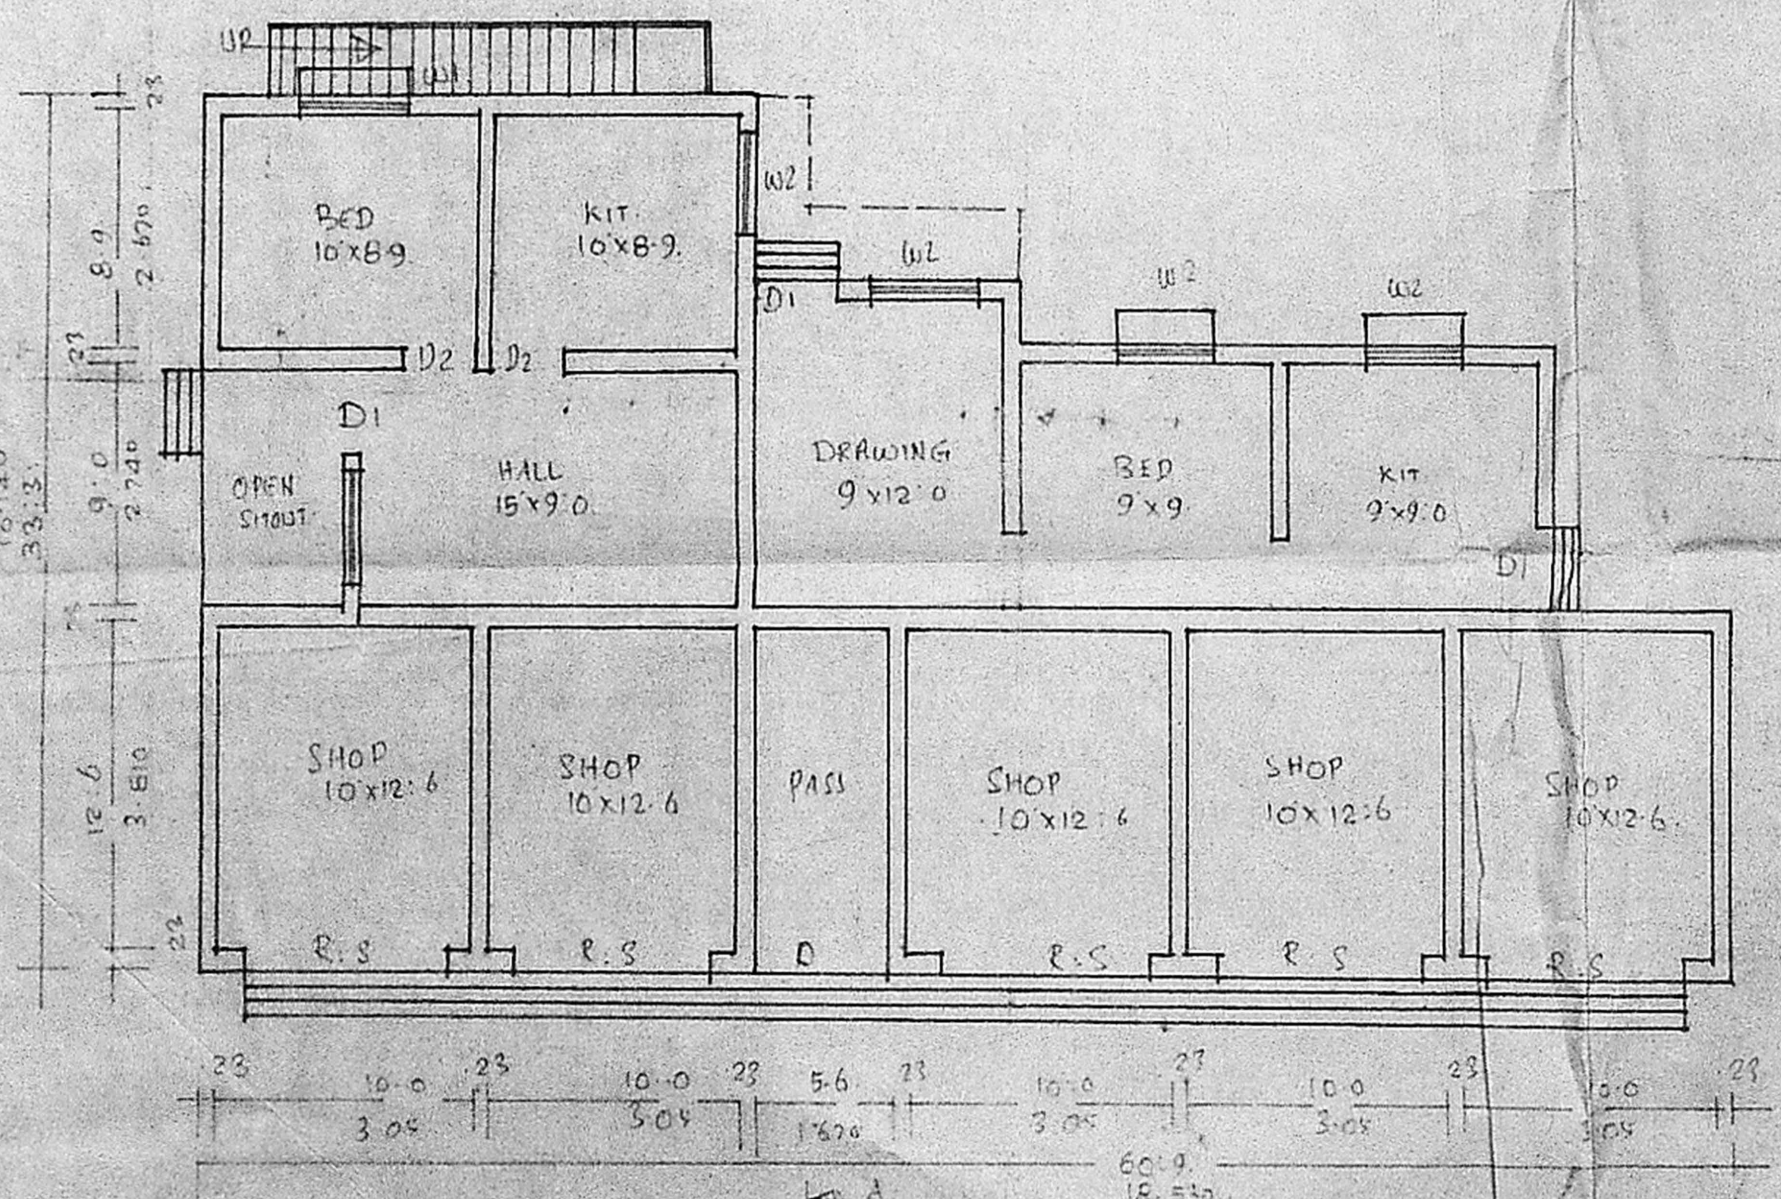 UP
W1
23
BED
10'x8·9.
KIT.
10'x8·9.
W2
8·9
2·670
W2
D1
W2
W2
23
D2
D2
D1
OPEN
SITOUT
HALL
15'x9'.0.
DRAWING
9'x12'.0
BED
9'x9.
KIT
9'x9:0
9:0
2·740
33:3:
D1
SHOP
10'x12:6
SHOP
10'x12·6
PASS
SHOP
10'x12:6
SHOP
10'x12:6
SHOP
10'x12·6.
12·6
3·810
23
R:S
R:S
D
R:S
R:S
R:S
·23
10·0
3·05
·23
10·0
3·05
·23
5·6
1·670
·23
10·0
3·05
·23
10·0
3·05
·23
10·0
3·05
·23
60:9.